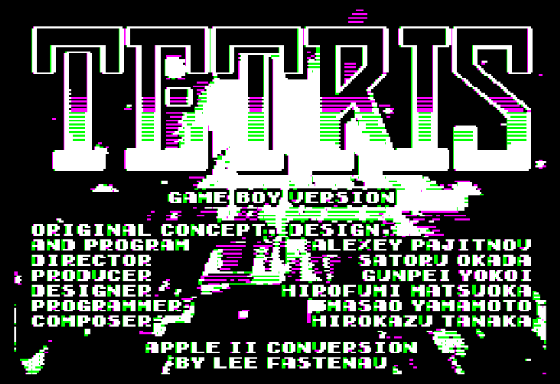 TETRIS
GAME BOY VERSION
ORIGINAL CONCEPT, DESIGN,
AND PROGRAM ALEXEY PAJITNOV
DIRECTOR SATORU OKADA
PRODUCER GUNPEI YOKOI
DESIGNER HIROFUMI MATSUOKA
PROGRAMMER MASAO YAMAMOTO
COMPOSER HIROKAZU TANAKA
APPLE II CONVERSION
BY LEE FASTENAU